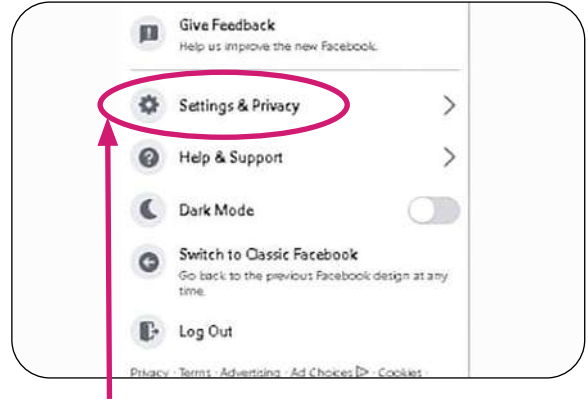 Give Feedback
Help us improve the new Facebook.
Settings & Privacy
Help & Support
Dark Mode
Switch to Classic Facebook
Go back to the previous Facebook design at any
time.
Log Out
Privacy · Terms · Advertising · Ad Choices · Cookies ·